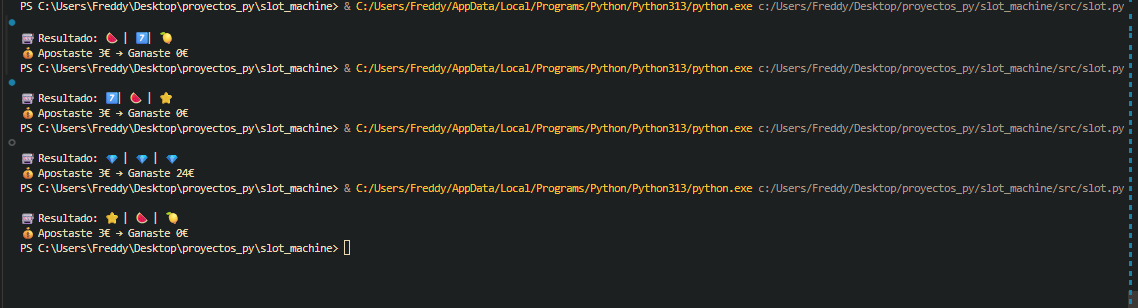 PS C:\Users\Freddy\Desktop\proyectos_py\slot_machine> & C:/Users/Freddy/AppData/Local/Programs/Python/Python313/python.exe c:/Users/Freddy/Desktop/proyectos_py/slot_machine/src/slot.py
🎰 Resultado: 🍉 | 7️⃣ | 🍋
💰 Apostaste 3€ → Ganaste 0€
PS C:\Users\Freddy\Desktop\proyectos_py\slot_machine> & C:/Users/Freddy/AppData/Local/Programs/Python/Python313/python.exe c:/Users/Freddy/Desktop/proyectos_py/slot_machine/src/slot.py
🎰 Resultado: 7️⃣ | 🍉 | ⭐
💰 Apostaste 3€ → Ganaste 0€
PS C:\Users\Freddy\Desktop\proyectos_py\slot_machine> & C:/Users/Freddy/AppData/Local/Programs/Python/Python313/python.exe c:/Users/Freddy/Desktop/proyectos_py/slot_machine/src/slot.py
🎰 Resultado: 💎 | 💎 | 💎
💰 Apostaste 3€ → Ganaste 24€
PS C:\Users\Freddy\Desktop\proyectos_py\slot_machine> & C:/Users/Freddy/AppData/Local/Programs/Python/Python313/python.exe c:/Users/Freddy/Desktop/proyectos_py/slot_machine/src/slot.py
🎰 Resultado: ⭐ | 🍉 | 🍋
💰 Apostaste 3€ → Ganaste 0€
PS C:\Users\Freddy\Desktop\proyectos_py\slot_machine>